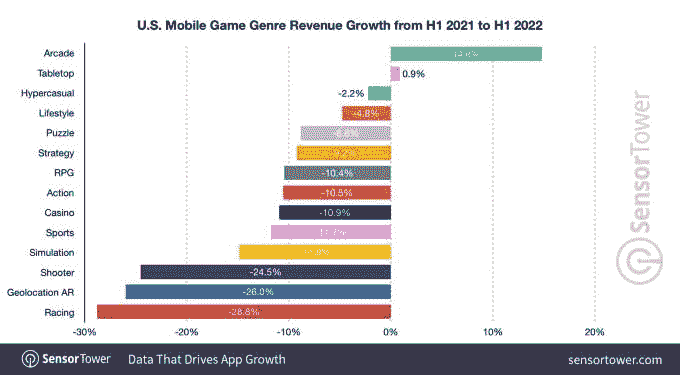 U.S. Mobile Game Genre Revenue Growth from H1 2021 to H1 2022
Arcade
Tabletop 0.9%
Hypercasual -2.2%
Lifestyle -4.8%
Puzzle
Strategy
RPG -10.4%
Action -10.5%
Casino -10.9%
Sports
Simulation
Shooter -24.5%
Geolocation AR -26.0%
Racing -28.8%
-30% -20% -10% 0% 10% 20%
SensorTower
SensorTower Data That Drives App Growth sensortower.com